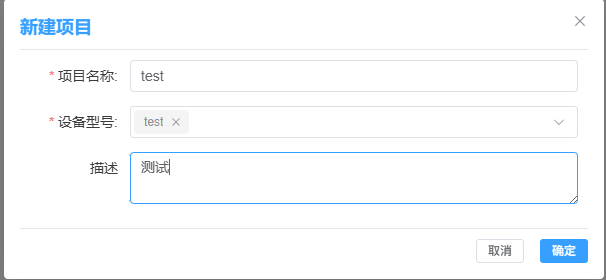 新建项目
* 项目名称: test
* 设备型号: test
描述 测试
取消 确定